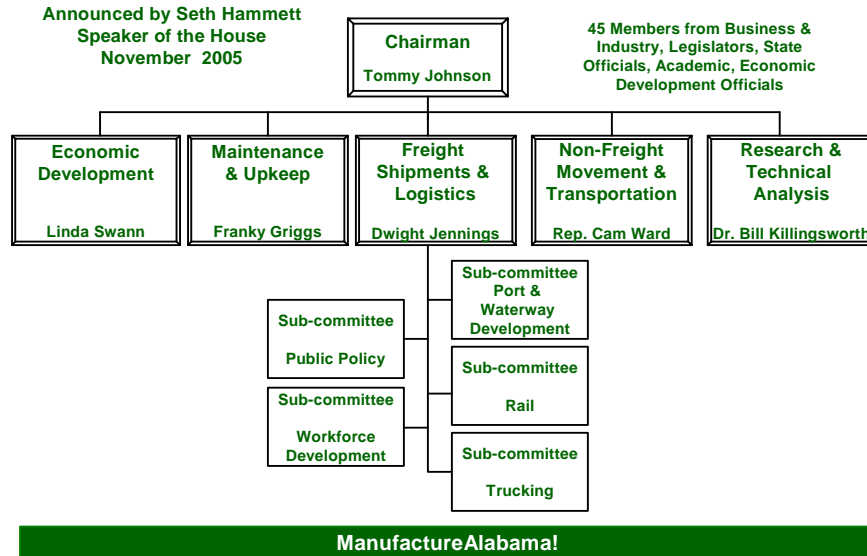 Announced by Seth Hammett
Speaker of the House
November 2005
Chairman
Tommy Johnson
45 Members from Business &
Industry, Legislators, State
Officials, Academic, Economic
Development Officials
Economic
Development
Linda Swann
Maintenance
& Upkeep
Franky Griggs
Freight
Shipments &
Logistics
Dwight Jennings
Non-Freight
Movement &
Transportation
Rep. Cam Ward
Research &
Technical
Analysis
Dr. Bill Killingsworth
Sub-committee
Port &
Waterway
Development
Sub-committee
Public Policy
Sub-committee
Rail
Sub-committee
Workforce
Development
Sub-committee
Trucking
ManufactureAlabama!